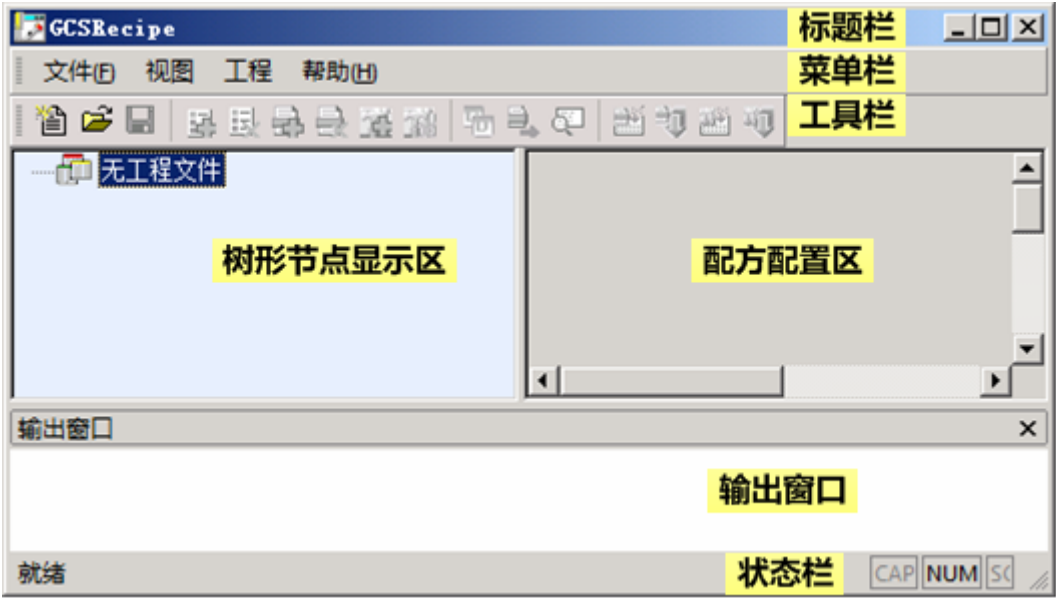 GCSRecipe 标题栏
文件(F) 视图 工程 帮助(H) 菜单栏
工具栏
无工程文件
树形节点显示区 配方配置区
输出窗口
输出窗口
就绪 状态栏 CAP NUM SC